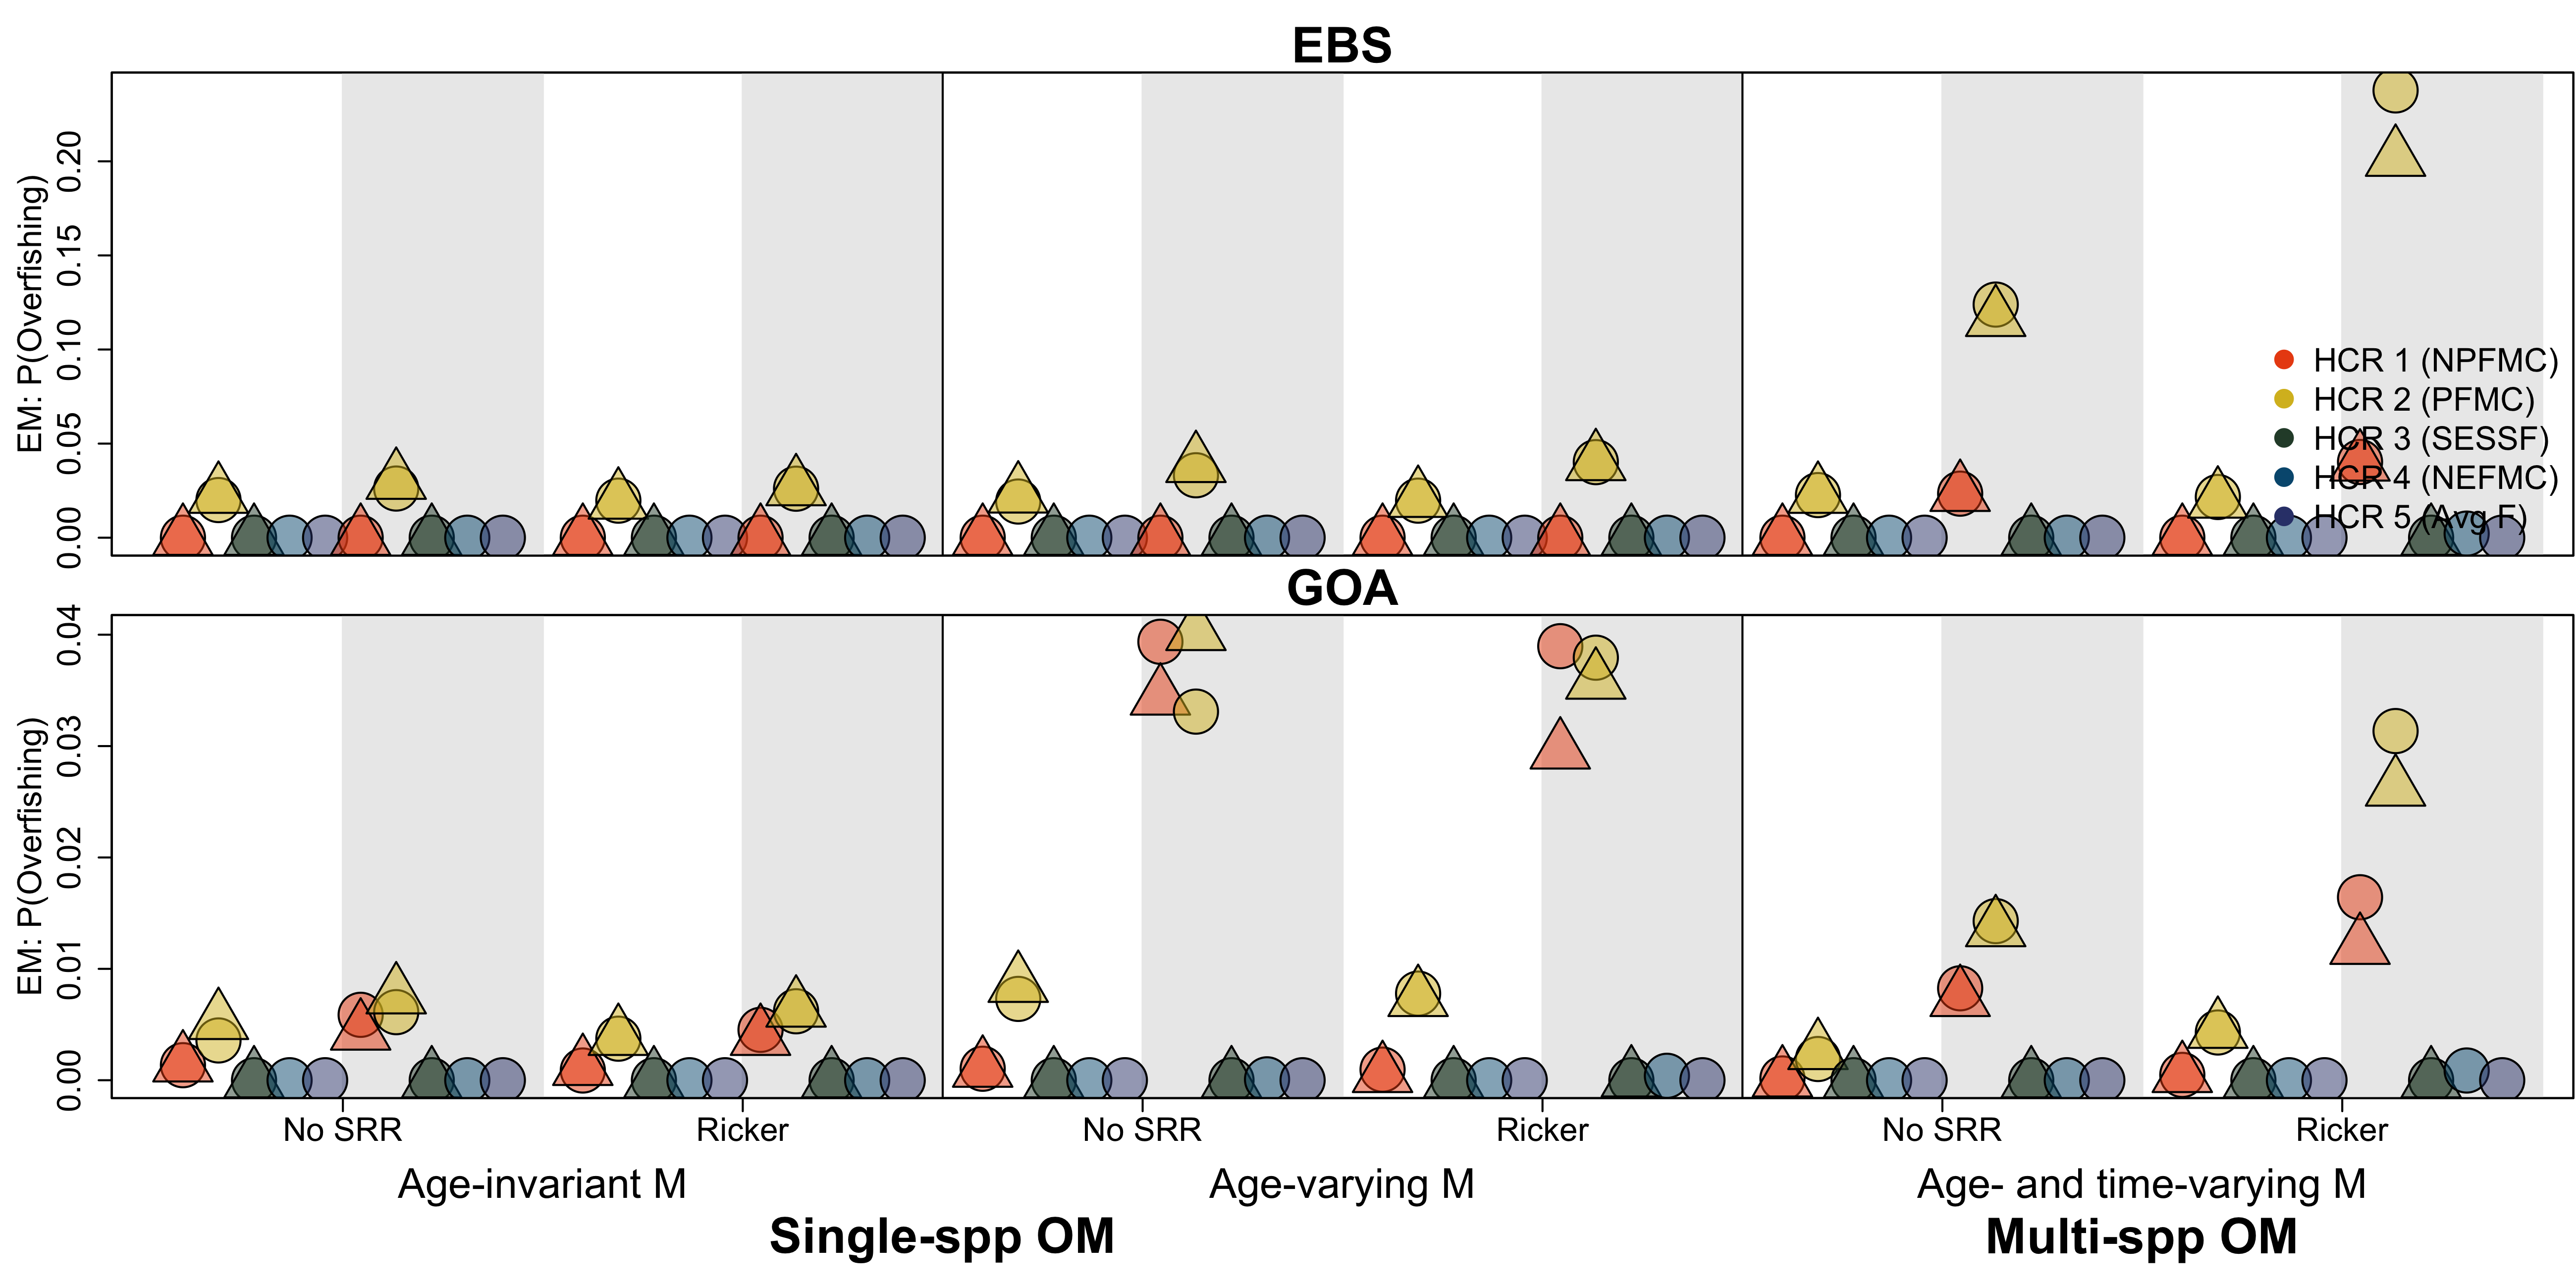 EBS
EM: P(Overfishing)
0.20
0.15
0.10
0.05
0.00
HCR 1 (NPFMC)
HCR 2 (PFMC)
HCR 3 (SESSF)
HCR 4 (NEFMC)
HCR 5 (Avg F)
GOA
EM: P(Overfishing)
0.04
0.03
0.02
0.01
0.00
No SRR Ricker No SRR Ricker No SRR Ricker
Age-invariant M Age-varying M Age- and time-varying M
Single-spp OM Multi-spp OM